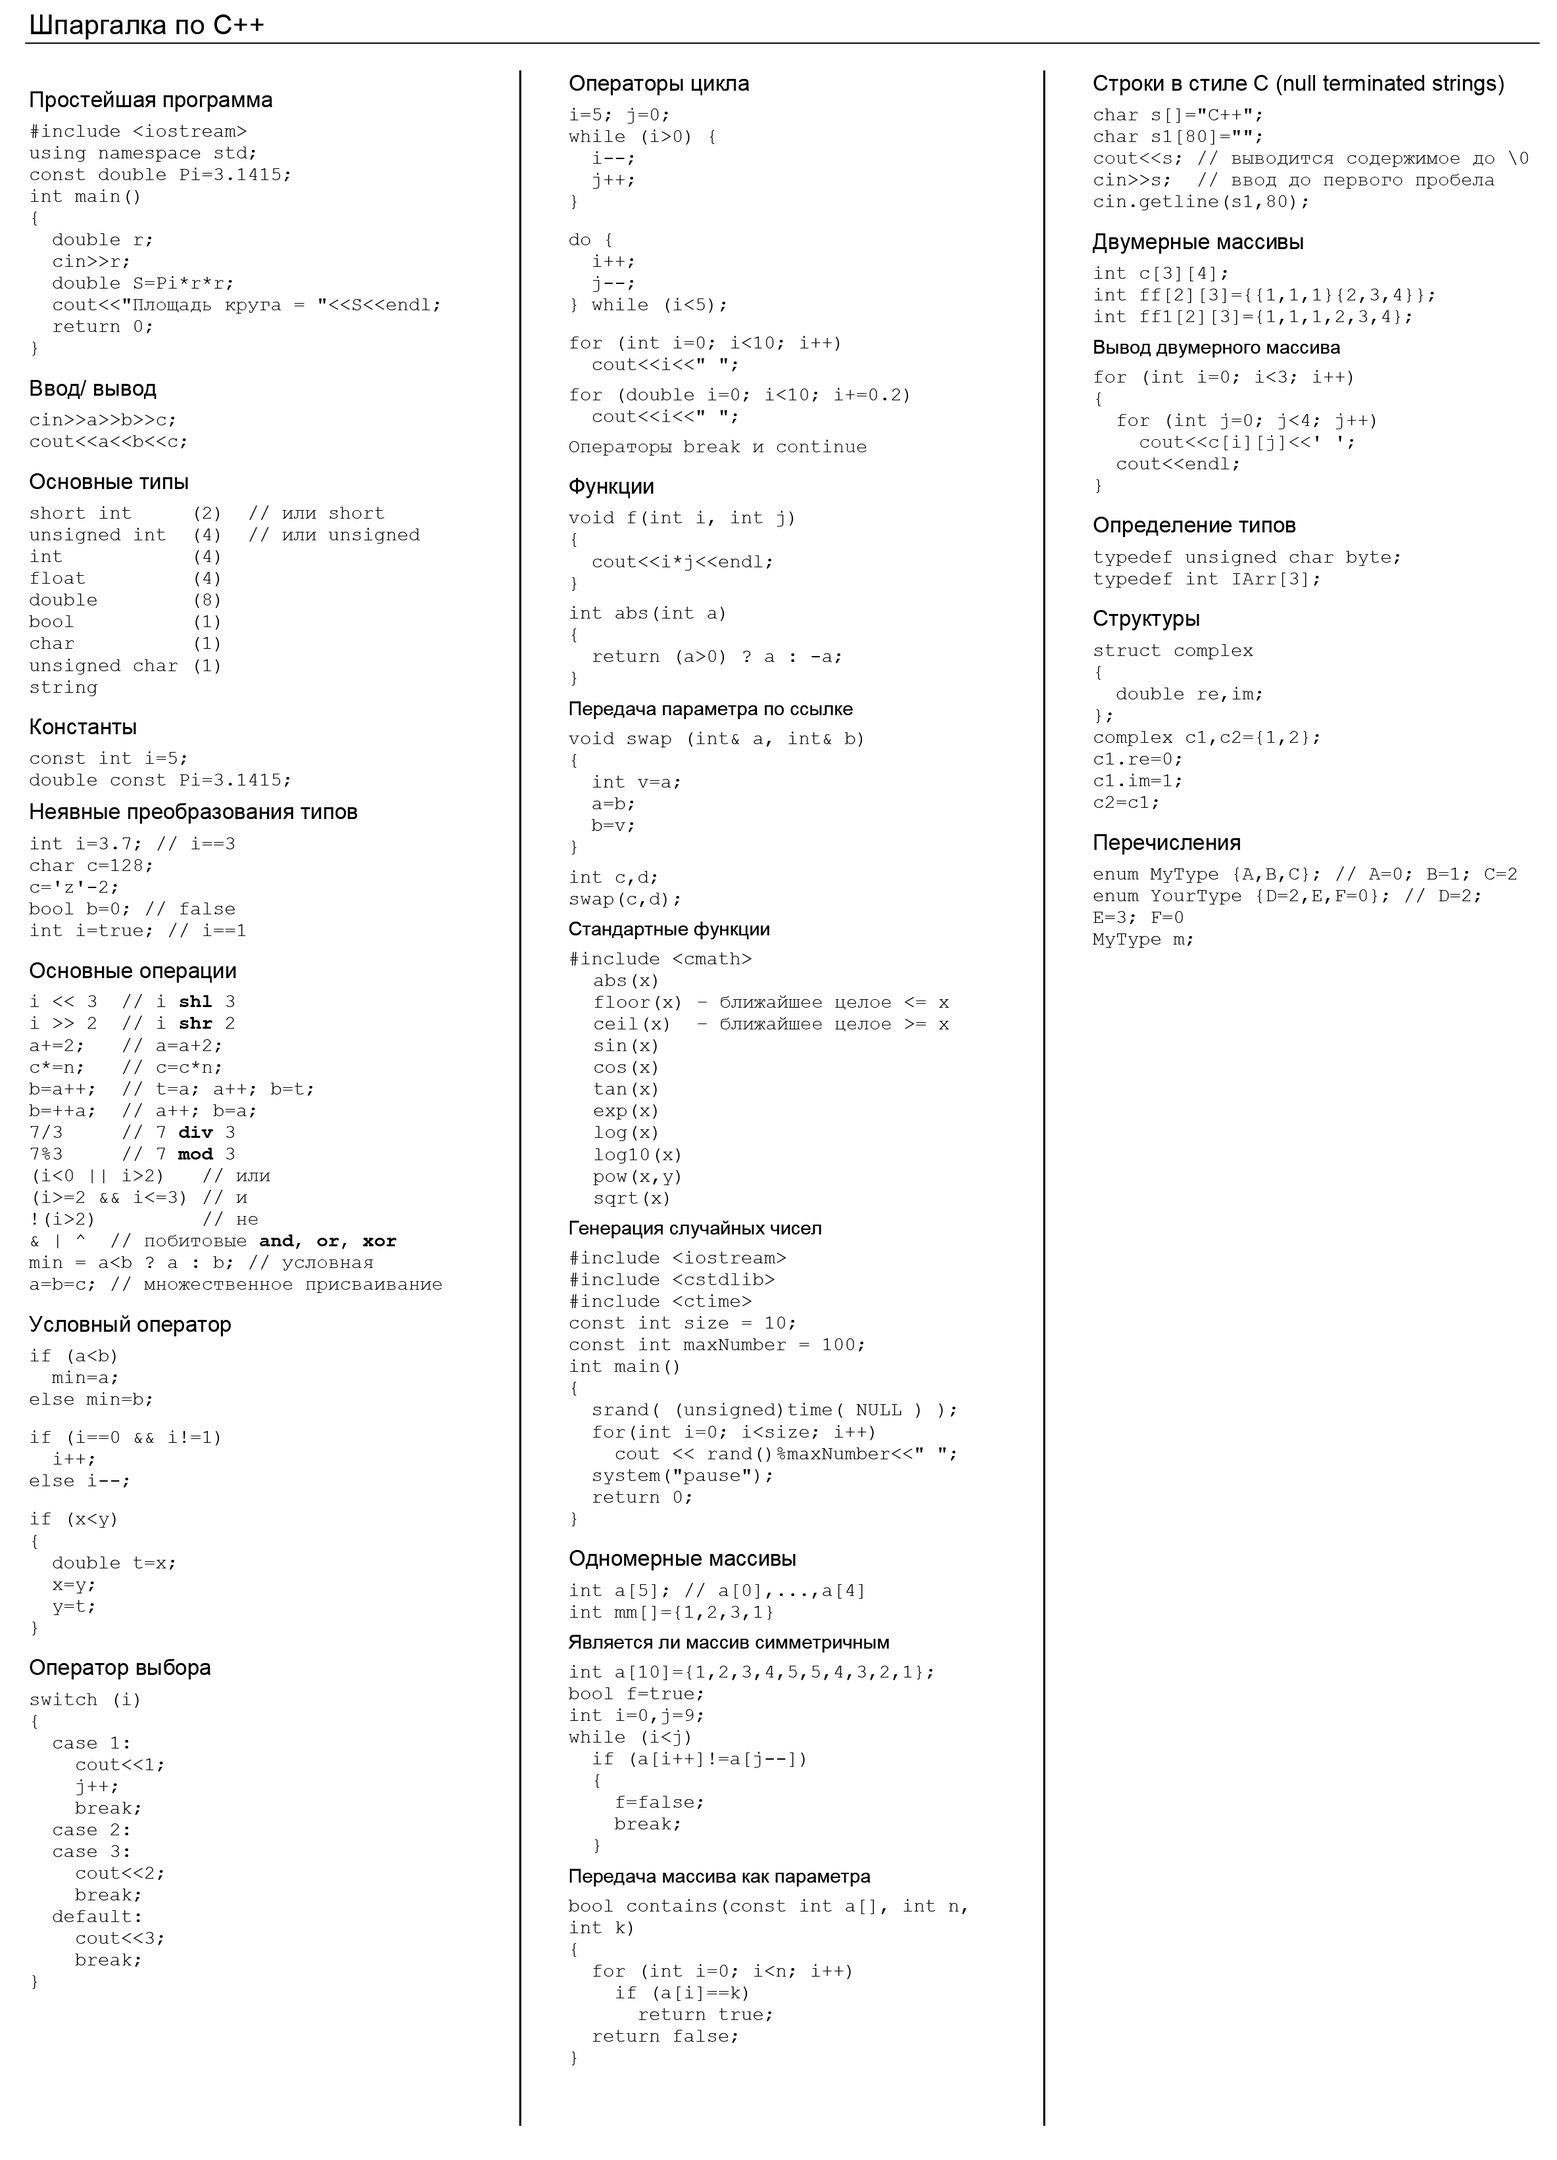 Шпаргалка по C++
Простейшая программа
#include <iostream>
using namespace std;
const double Pi=3.1415;
int main()
{
  double r;
  cin>>r;
  double S=Pi*r*r;
  cout<<"Площадь круга = "<<S<<endl;
  return 0;
}
Ввод/ вывод
cin>>a>>b>>c;
cout<<a<<b<<c;
Основные типы
short int     (2)  // или short
unsigned int  (4)  // или unsigned
int           (4)
float         (4)
double        (8)
bool          (1)
char          (1)
unsigned char (1)
string
Константы
const int i=5;
double const Pi=3.1415;
Неявные преобразования типов
int i=3.7; // i==3
char c=128;
c='z'-2;
bool b=0; // false
int i=true; // i==1
Основные операции
i << 3  // i shl 3
i >> 2  // i shr 2
a+=2;   // a=a+2;
c*=n;   // c=c*n;
b=a++;  // t=a; a++; b=t;
b=++a;  // a++; b=a;
7/3     // 7 div 3
7%3     // 7 mod 3
(i<0 || i>2)   // или
(i>=2 && i<=3) // и
!(i>2)         // не
& | ^  // побитовые and, or, xor
min = a<b ? a : b; // условная
a=b=c; // множественное присваивание
Условный оператор
if (a<b)
  min=a;
else min=b;
if (i==0 && i!=1)
  i++;
else i--;
if (x<y)
{
  double t=x;
  x=y;
  y=t;
}
Оператор выбора
switch (i)
{
  case 1:
    cout<<1;
    j++;
    break;
  case 2:
  case 3:
    cout<<2;
    break;
  default:
    cout<<3;
    break;
}
Операторы цикла
i=5; j=0;
while (i>0) {
  i--;
  j++;
}
do {
  i++;
  j--;
} while (i<5);
for (int i=0; i<10; i++)
  cout<<i<<" ";
for (double i=0; i<10; i+=0.2)
  cout<<i<<" ";
Операторы break и continue
Функции
void f(int i, int j)
{
  cout<<i*j<<endl;
}
int abs(int a)
{
  return (a>0) ? a : -a;
}
Передача параметра по ссылке
void swap (int& a, int& b)
{
  int v=a;
  a=b;
  b=v;
}
int c,d;
swap(c,d);
Стандартные функции
#include <cmath>
  abs(x)
  floor(x) – ближайшее целое <= x
  ceil(x)  – ближайшее целое >= x
  sin(x)
  cos(x)
  tan(x)
  exp(x)
  log(x)
  log10(x)
  pow(x,y)
  sqrt(x)
Генерация случайных чисел
#include <iostream>
#include <cstdlib>
#include <ctime>
const int size = 10;
const int maxNumber = 100;
int main()
{
  srand( (unsigned)time( NULL ) );
  for(int i=0; i<size; i++)
    cout << rand()%maxNumber<<" ";
  system("pause");
  return 0;
}
Одномерные массивы
int a[5]; // a[0],...,a[4]
int mm[]={1,2,3,1}
Является ли массив симметричным
int a[10]={1,2,3,4,5,5,4,3,2,1};
bool f=true;
int i=0,j=9;
while (i<j)
  if (a[i++]!=a[j--])
  {
    f=false;
    break;
  }
Передача массива как параметра
bool contains(const int a[], int n,
int k)
{
  for (int i=0; i<n; i++)
    if (a[i]==k)
      return true;
  return false;
}
Строки в стиле C (null terminated strings)
char s[]="C++";
char s1[80]="";
cout<<s; // выводится содержимое до \0
cin>>s;  // ввод до первого пробела
cin.getline(s1,80);
Двумерные массивы
int c[3][4];
int ff[2][3]={{1,1,1}{2,3,4}};
int ff1[2][3]={1,1,1,2,3,4};
Вывод двумерного массива
for (int i=0; i<3; i++)
{
  for (int j=0; j<4; j++)
    cout<<c[i][j]<<' ';
  cout<<endl;
}
Определение типов
typedef unsigned char byte;
typedef int IArr[3];
Структуры
struct complex
{
  double re,im;
};
complex c1,c2={1,2};
c1.re=0;
c1.im=1;
c2=c1;
Перечисления
enum MyType {A,B,C}; // A=0; B=1; C=2
enum YourType {D=2,E,F=0}; // D=2;
E=3; F=0
MyType m;